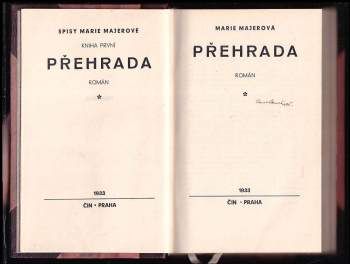 SPISY MARIE MAJEROVÉ
KNIHA PRVNÍ
PŘEHRADA
ROMÁN
*
1933
ČIN • PRAHA
MARIE MAJEROVÁ
PŘEHRADA
ROMÁN
*
1933
ČIN • PRAHA